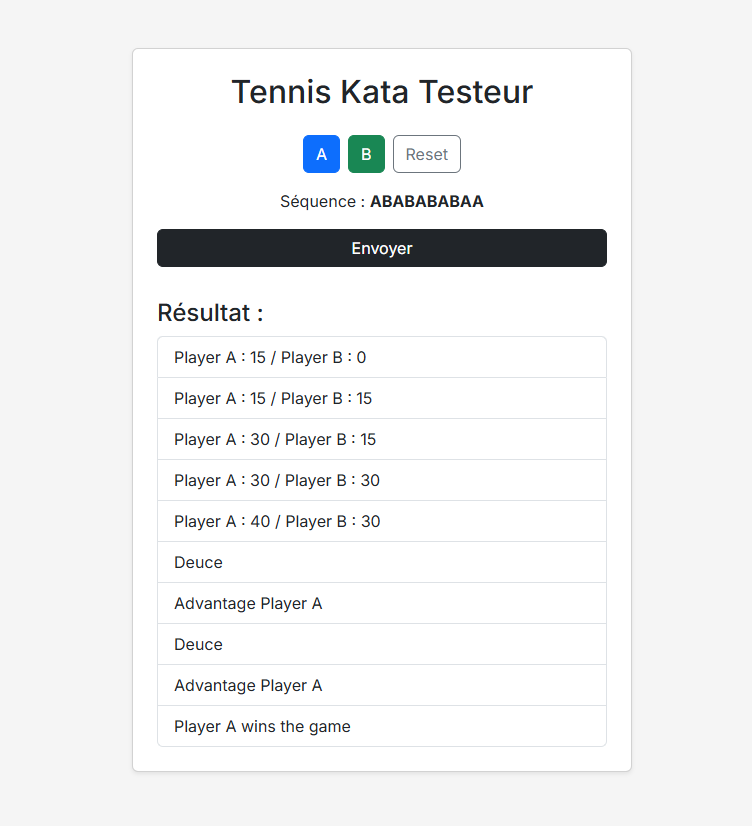 Tennis Kata Testeur
A B Reset
Séquence : ABABABABAA
Envoyer
Résultat :
Player A : 15 / Player B : 0
Player A : 15 / Player B : 15
Player A : 30 / Player B : 15
Player A : 30 / Player B : 30
Player A : 40 / Player B : 30
Deuce
Advantage Player A
Deuce
Advantage Player A
Player A wins the game